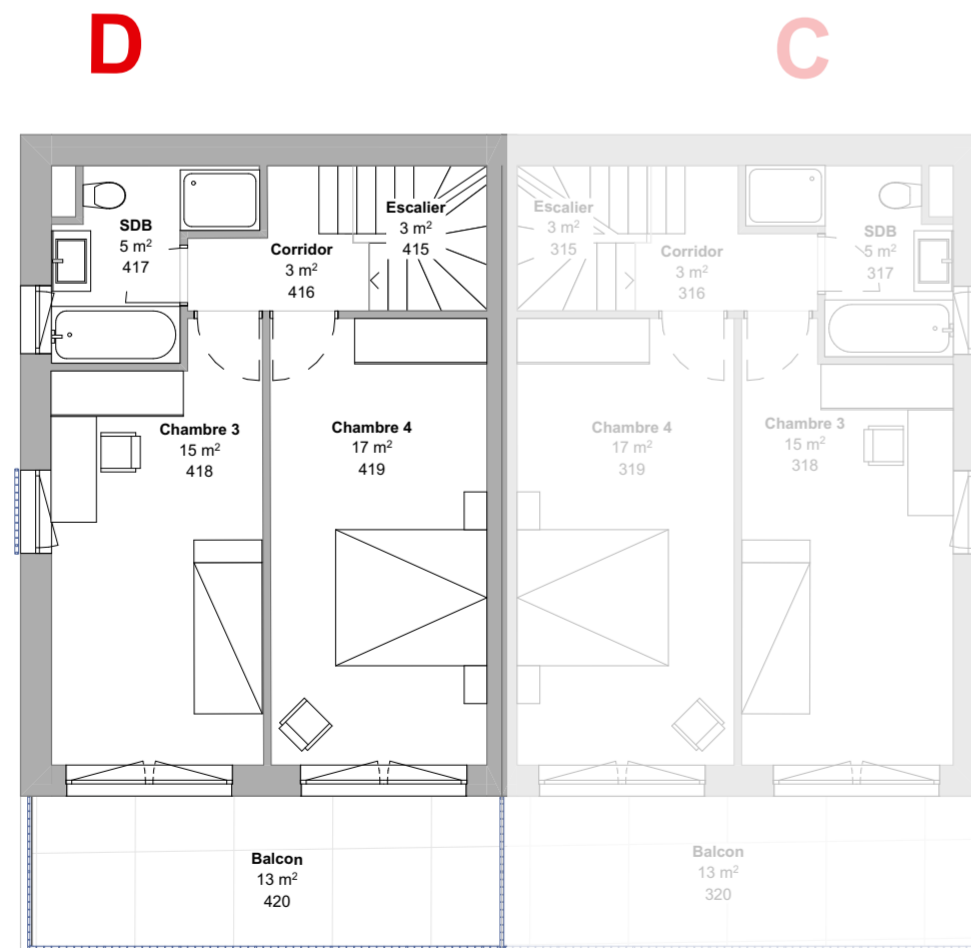 D
C
SDB
5 m²
417
Corridor
3 m²
416
Escalier
3 m²
415
Escalier
3 m²
315
Corridor
3 m²
316
SDB
5 m²
317
Chambre 3
15 m²
418
Chambre 4
17 m²
419
Chambre 4
17 m²
319
Chambre 3
15 m²
318
Balcon
13 m²
420
Balcon
13 m²
320